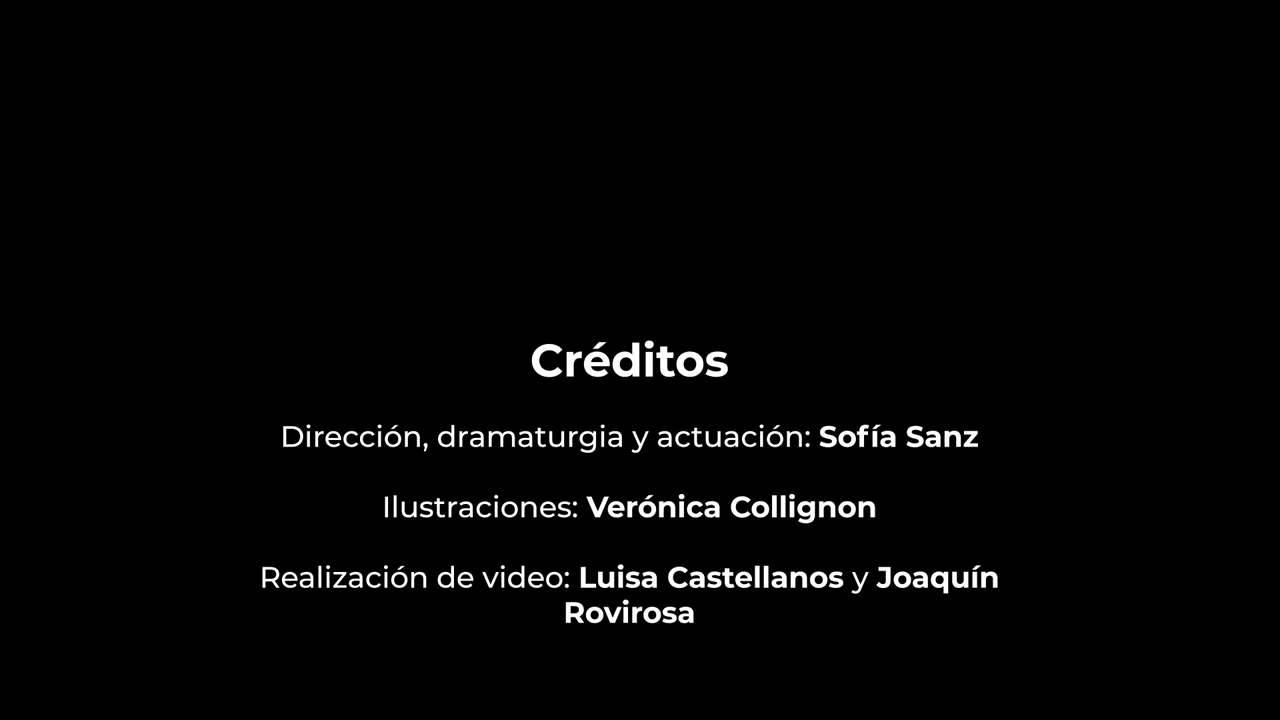 Créditos
Dirección, dramaturgia y actuación: Sofía Sanz
Ilustraciones: Verónica Collignon
Realización de video: Luisa Castellanos y Joaquín
Rovirosa